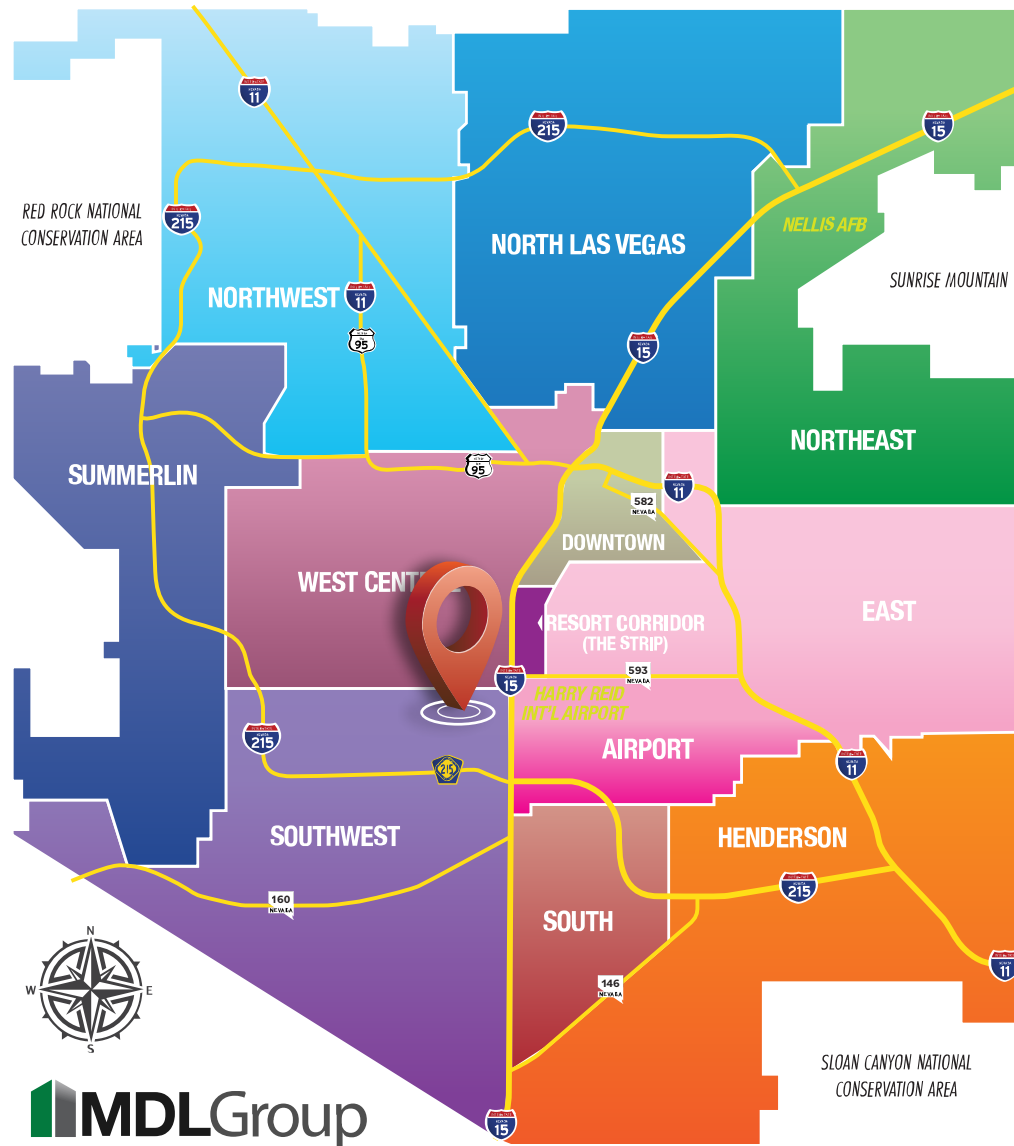 11
215
15
RED ROCK NATIONAL
CONSERVATION AREA
215
NELLIS AFB
NORTH LAS VEGAS
SUNRISE MOUNTAIN
NORTHWEST
11
95
15
NORTHEAST
SUMMERLIN
95
11
582
NEVADA
DOWNTOWN
WEST
EAST
RESORT CORRIDOR
(THE STRIP)
593
NEVADA
15
HARRY REID
INT'L AIRPORT
215
AIRPORT
11
215
SOUTHWEST
HENDERSON
160
NEVADA
215
SOUTH
N
W
E
S
146
NEVADA
11
SLOAN CANYON NATIONAL
CONSERVATION AREA
MDLGroup
15